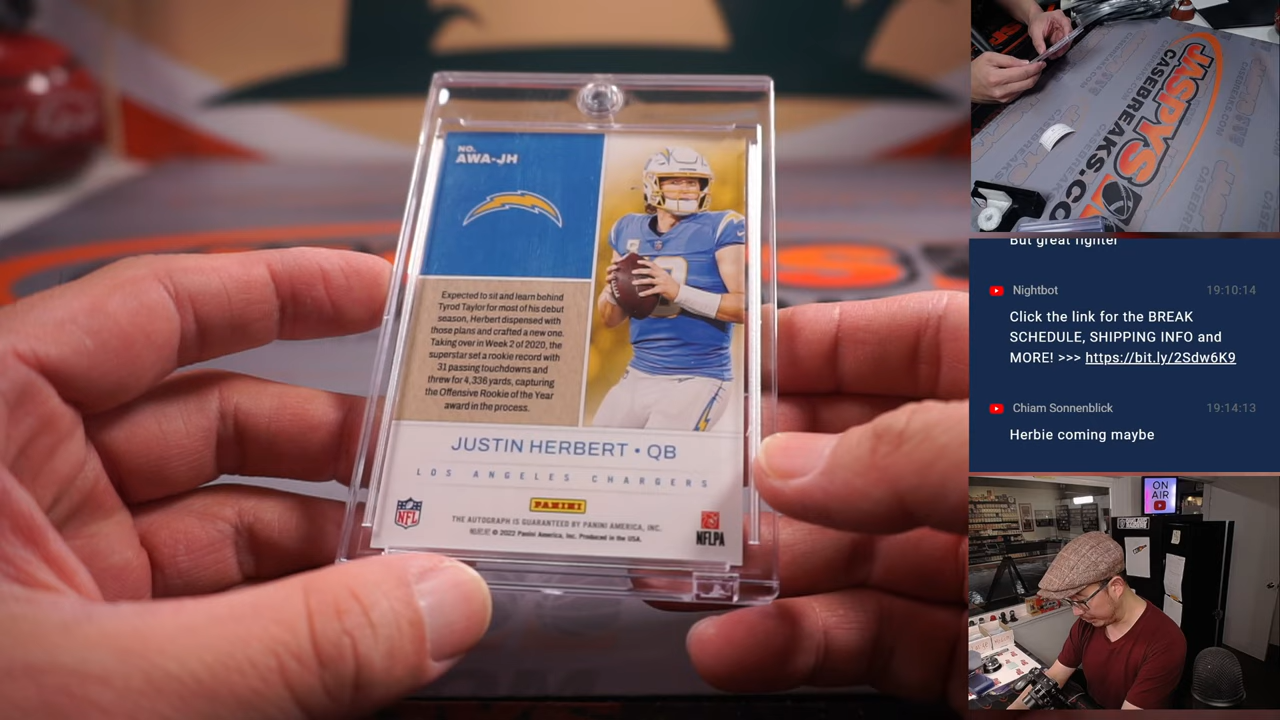 NO.
AWA-JH
Expected to sit and learn behind
Tyrod Taylor for most of his debut
season, Herbert dispensed with
those plans and crafted a new one.
Taking over in Week 2 of 2020, the
superstar set a rookie record with
31 passing touchdowns and
threw for 4,336 yards, capturing
the Offensive Rookie of the Year
award in the process.
JUSTIN HERBERT • QB
LOS ANGELES CHARGERS
NFL
PANINI
THE AUTOGRAPH IS GUARANTEED BY PANINI AMERICA, INC.
© 2022 Panini America, Inc. Produced in the USA.
NFLPA
JASPYS
CASEBREAKS.CO
But great fighter
Nightbot 19:10:14
Click the link for the BREAK
SCHEDULE, SHIPPING INFO and
MORE! >>> https://bit.ly/2Sdw6K9
Chiam Sonnenblick 19:14:13
Herbie coming maybe
ON
AIR